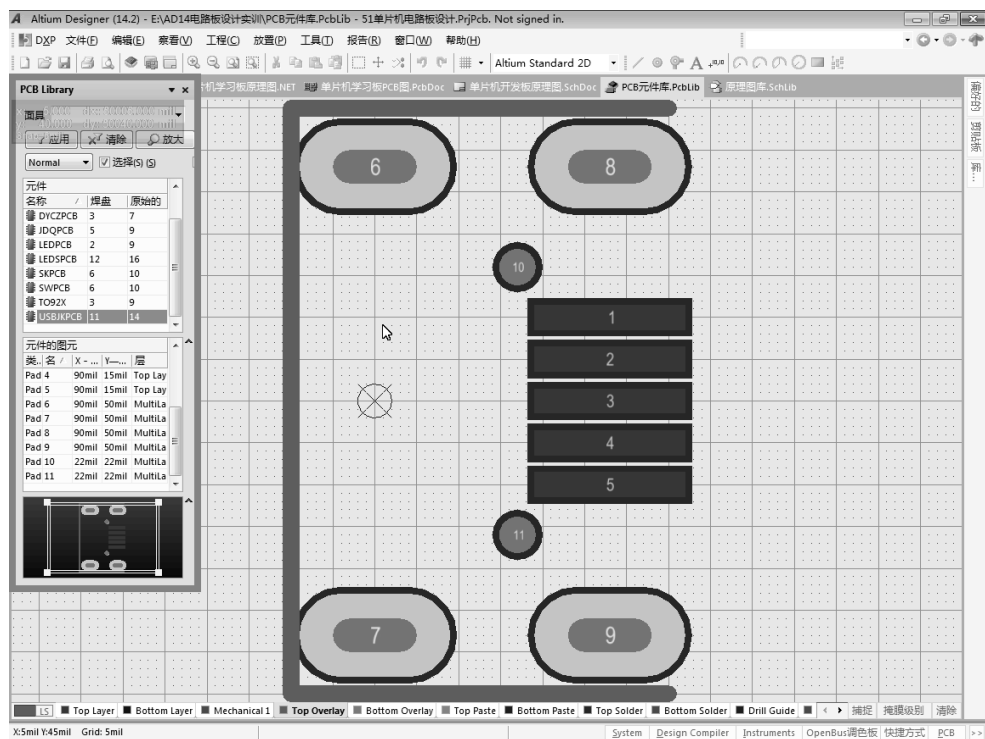 Altium Designer (14.2) - E:\AD14电路板设计实训\PCB元件库.PcbLib - 51单片机电路板设计.PrjPcb. Not signed in.
DXP 文件(F) 编辑(E) 察看(V) 工程(C) 放置(P) 工具(T) 报告(R) 窗口(W) 帮助(H)
Altium Standard 2D
PCB Library
片机学习板原理图.NET 单片机学习板PCB图.PcbDoc 单片机开发板原理图.SchDoc PCB元件库.PcbLib 原理图库.SchLib
面具
应用 清除 放大
Normal 选择(S) (S)
元件
名称 焊盘 原始的
DYCZPCB 3 7
JDQPCB 5 9
LEDPCB 2 9
LEDSPCB 12 16
SKPCB 6 10
SWPCB 6 10
TO92X 3 9
USBJKPCB 11 14
元件的图元
类.. 名 X - ... Y—... 层
Pad 4 90mil 15mil Top Lay
Pad 5 90mil 15mil Top Lay
Pad 6 90mil 50mil MultiLa
Pad 7 90mil 50mil MultiLa
Pad 8 90mil 50mil MultiLa
Pad 9 90mil 50mil MultiLa
Pad 10 22mil 22mil MultiLa
Pad 11 22mil 22mil MultiLa
6 8
10
1
2
3
4
5
11
7 9
偏好的
剪贴板
库...
LS Top Layer Bottom Layer Mechanical 1 Top Overlay Bottom Overlay Top Paste Bottom Paste Top Solder Bottom Solder Drill Guide 捕捉 掩膜级别 清除
X:5mil Y:45mil Grid: 5mil System Design Compiler Instruments OpenBus调色板 快捷方式 PCB >>